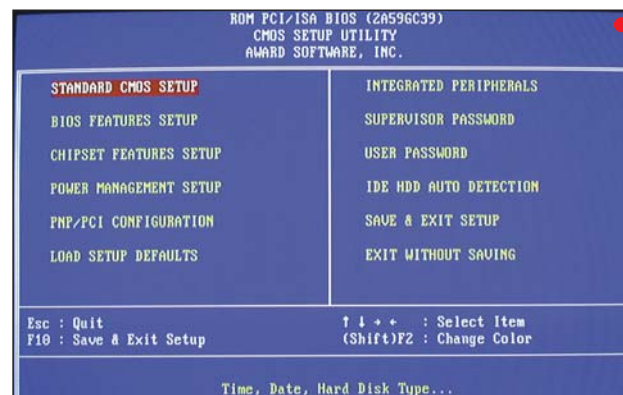 ROM PCI/ISA BIOS (2A59GC39)
CMOS SETUP UTILITY
AWARD SOFTWARE, INC.
STANDARD CMOS SETUP
BIOS FEATURES SETUP
CHIPSET FEATURES SETUP
POWER MANAGEMENT SETUP
PNP/PCI CONFIGURATION
LOAD SETUP DEFAULTS
INTEGRATED PERIPHERALS
SUPERVISOR PASSWORD
USER PASSWORD
IDE HDD AUTO DETECTION
SAVE & EXIT SETUP
EXIT WITHOUT SAVING
Esc : Quit
F10 : Save & Exit Setup
↑ ↓ → ← : Select Item
(Shift)F2 : Change Color
Time, Date, Hard Disk Type...